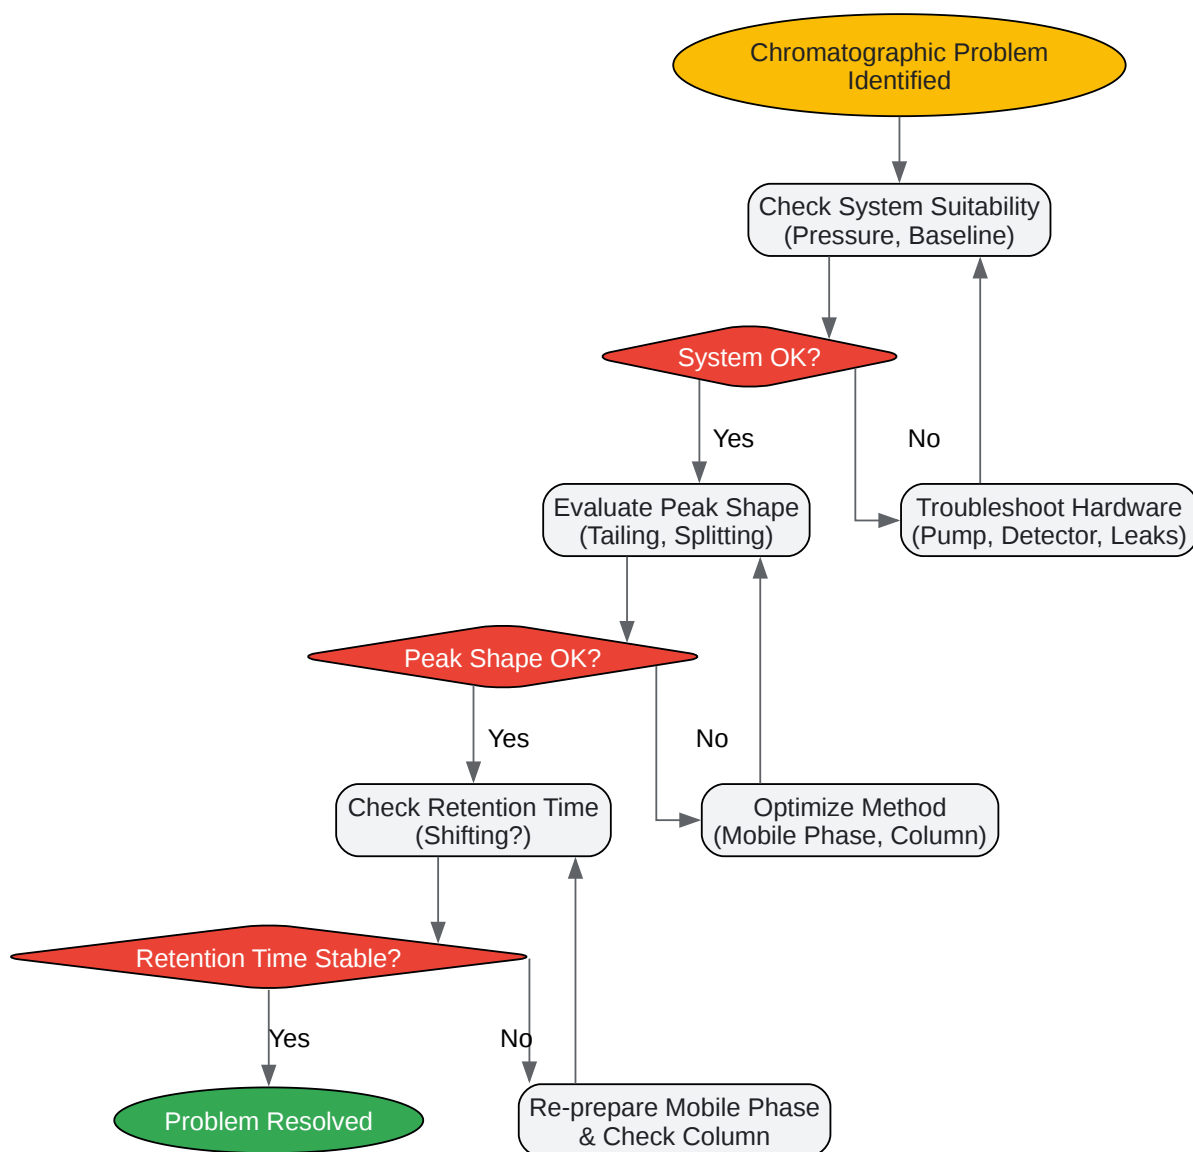 Chromatographic Problem
Identified
Check System Suitability
(Pressure, Baseline)
System OK?
Yes
No
Evaluate Peak Shape
(Tailing, Splitting)
Troubleshoot Hardware
(Pump, Detector, Leaks)
Peak Shape OK?
Yes
No
Check Retention Time
(Shifting?)
Optimize Method
(Mobile Phase, Column)
Retention Time Stable?
Yes
No
Problem Resolved
Re-prepare Mobile Phase
& Check Column